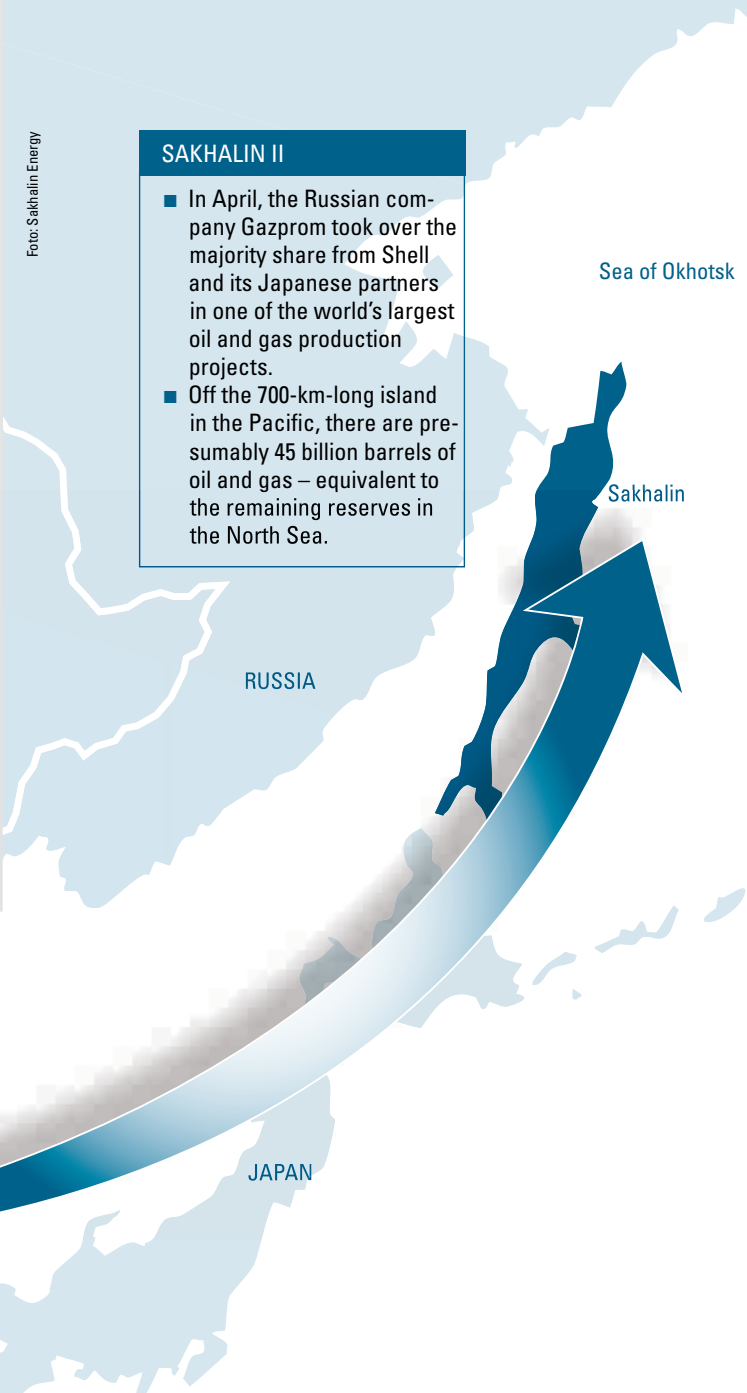 Foto: Sakhalin Energy
SAKHALIN II
■ In April, the Russian com-
pany Gazprom took over the
majority share from Shell
and its Japanese partners
in one of the world's largest
oil and gas production
projects.
■ Off the 700-km-long island
in the Pacific, there are pre-
sumably 45 billion barrels of
oil and gas – equivalent to
the remaining reserves in
the North Sea.
Sea of Okhotsk
Sakhalin
RUSSIA
JAPAN